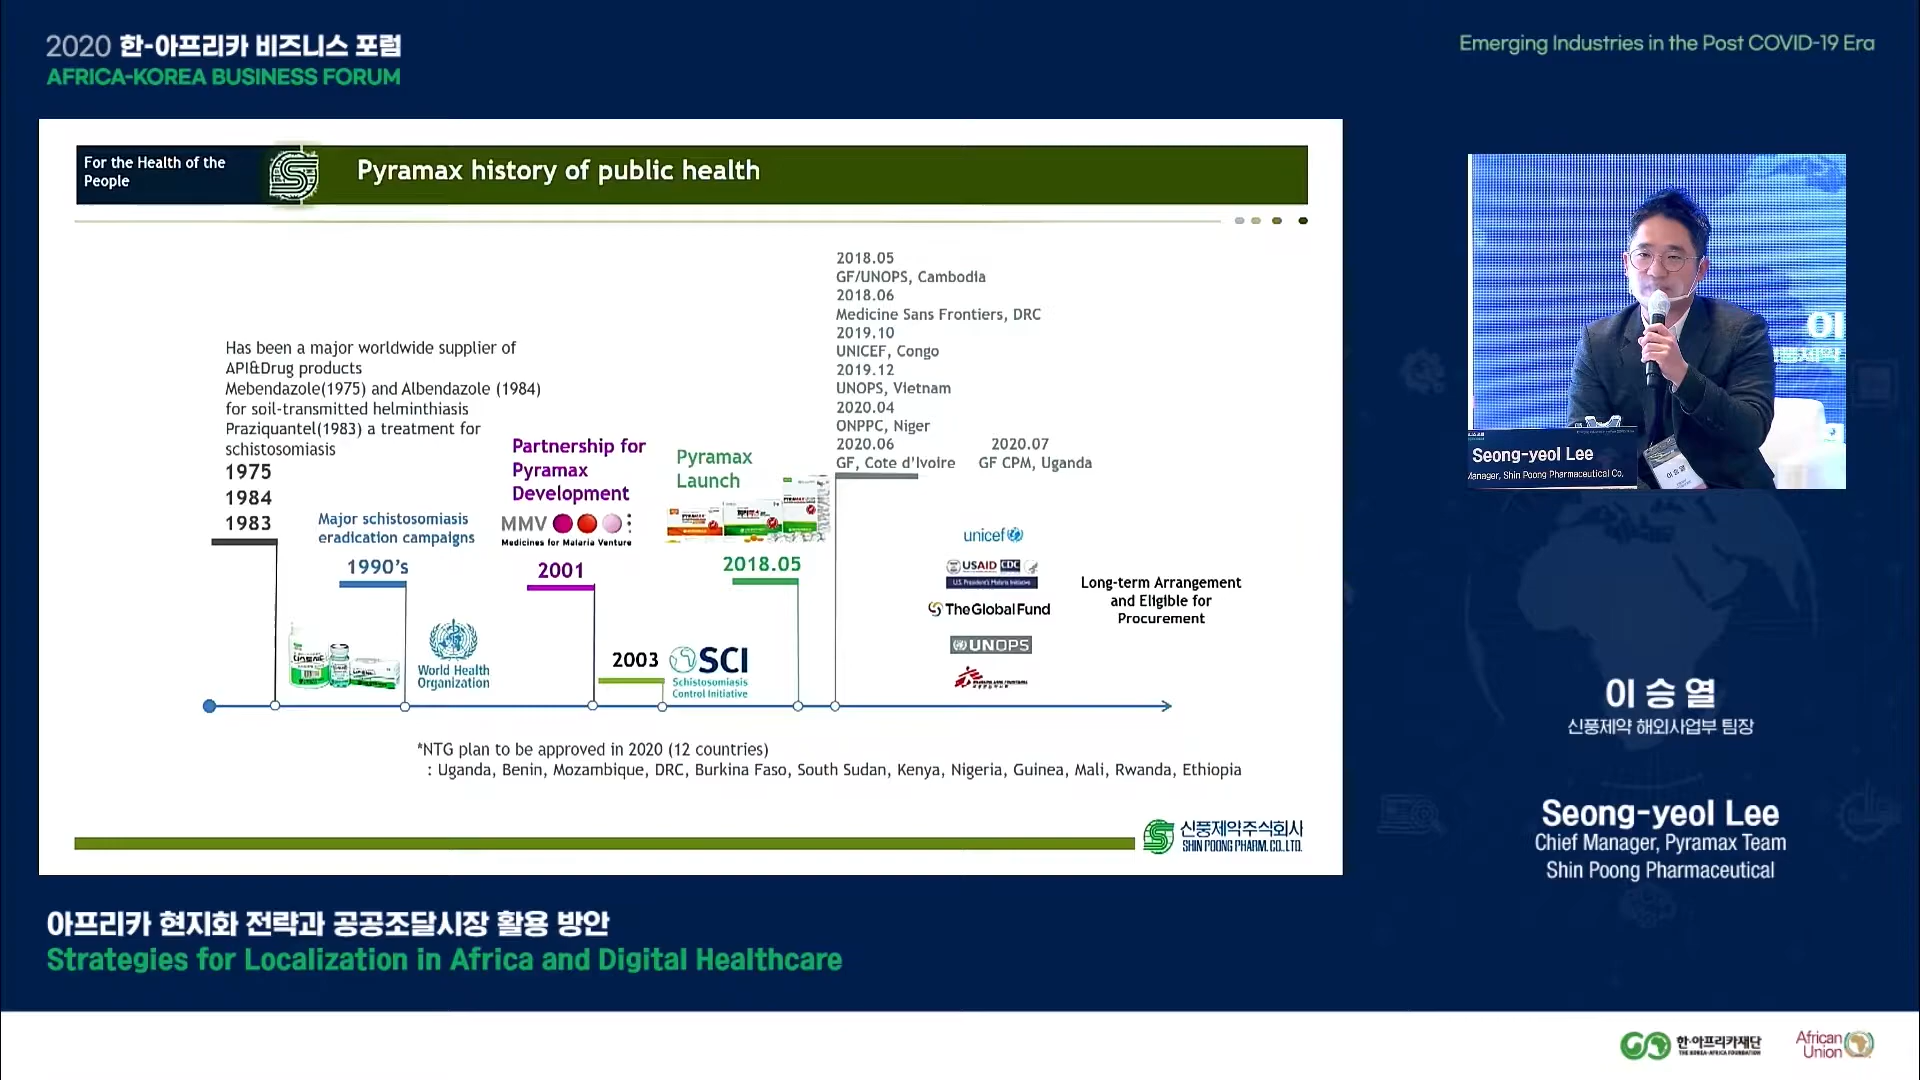 2020 한-아프리카 비즈니스 포럼
AFRICA-KOREA BUSINESS FORUM
Emerging Industries in the Post COVID-19 Era
For the Health of the
People
Pyramax history of public health
2018.05
GF/UNOPS, Cambodia
2018.06
Medicine Sans Frontiers, DRC
2019.10
UNICEF, Congo
2019.12
UNOPS, Vietnam
2020.04
ONPPC, Niger
2020.06
GF, Cote d'Ivoire
2020.07
GF CPM, Uganda
Has been a major worldwide supplier of
API&Drug products
Mebendazole(1975) and Albendazole (1984)
for soil-transmitted helminthiasis
Praziquantel(1983) a treatment for
schistosomiasis
1975
1984
1983
Major schistosomiasis
eradication campaigns
1990's
World Health
Organization
Partnership for
Pyramax
Development
MMV
Medicines for Malaria Venture
2001
2003
SCI
Schistosomiasis
Control Initiative
Pyramax
Launch
2018.05
unicef
USAID CDC
U.S. President's Malaria Initiative
The Global Fund
UNOPS
Long-term Arrangement
and Eligible for
Procurement
*NTG plan to be approved in 2020 (12 countries)
: Uganda, Benin, Mozambique, DRC, Burkina Faso, South Sudan, Kenya, Nigeria, Guinea, Mali, Rwanda, Ethiopia
신풍제약주식회사
SHIN POONG PHARM. CO., LTD.
Seong-yeol Lee
Manager, Shin Poong Pharmaceutical Co.
이승열
이 승 열
신풍제약 해외사업부 팀장
Seong-yeol Lee
Chief Manager, Pyramax Team
Shin Poong Pharmaceutical
아프리카 현지화 전략과 공공조달시장 활용 방안
Strategies for Localization in Africa and Digital Healthcare
한·아프리카재단
THE KOREA-AFRICA FOUNDATION
African
Union